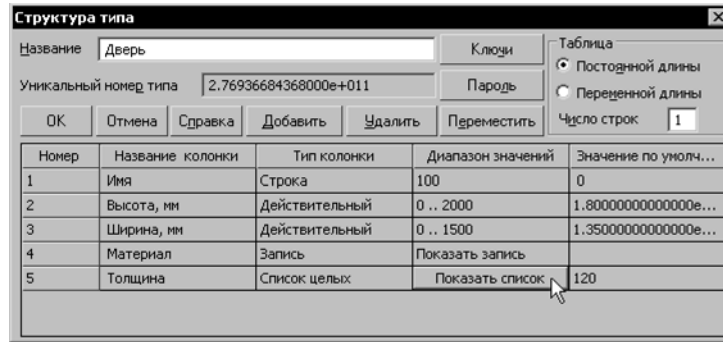 Структура типа
Название Дверь Ключи Таблица
Постоянной длины
Уникальный номер типа 2.76936684368000e+011 Пароль Переменной длины
ОК Отмена Справка Добавить Удалить Переместить Число строк 1
Номер Название колонки Тип колонки Диапазон значений Значение по умолч...
1 Имя Строка 100 0
2 Высота, мм Действительный 0 .. 2000 1.80000000000000e...
3 Ширина, мм Действительный 0 .. 1500 1.35000000000000e...
4 Материал Запись Показать запись
5 Толщина Список целых Показать список 120